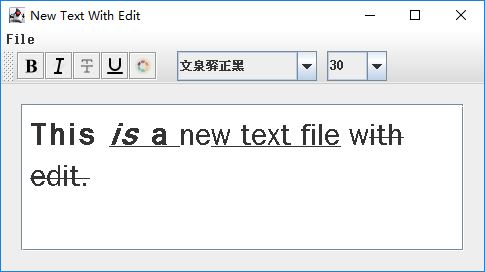 New Text With Edit
File
B I T U 文泉驿正黑 30
This is a new text file with
edit.